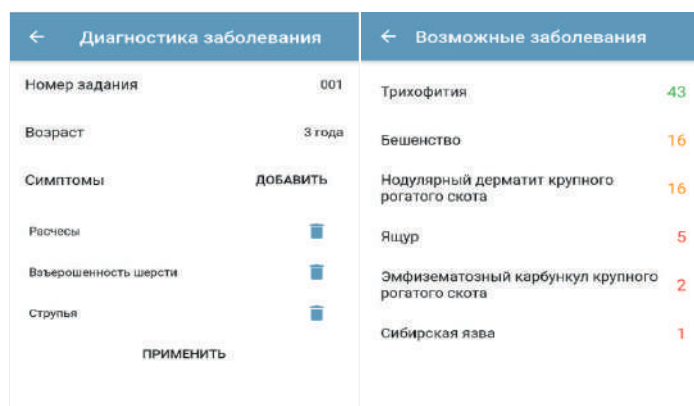 Диагностика заболевания
Номер задания 001
Возраст 3 года
Симптомы ДОБАВИТЬ
Расчесы
Взъерошенность шерсти
Струпья
ПРИМЕНИТЬ
Возможные заболевания
Трихофития 43
Бешенство 16
Нодулярный дерматит крупного
рогатого скота 16
Ящур 5
Эмфизематозный карбункул крупного
рогатого скота 2
Сибирская язва 1